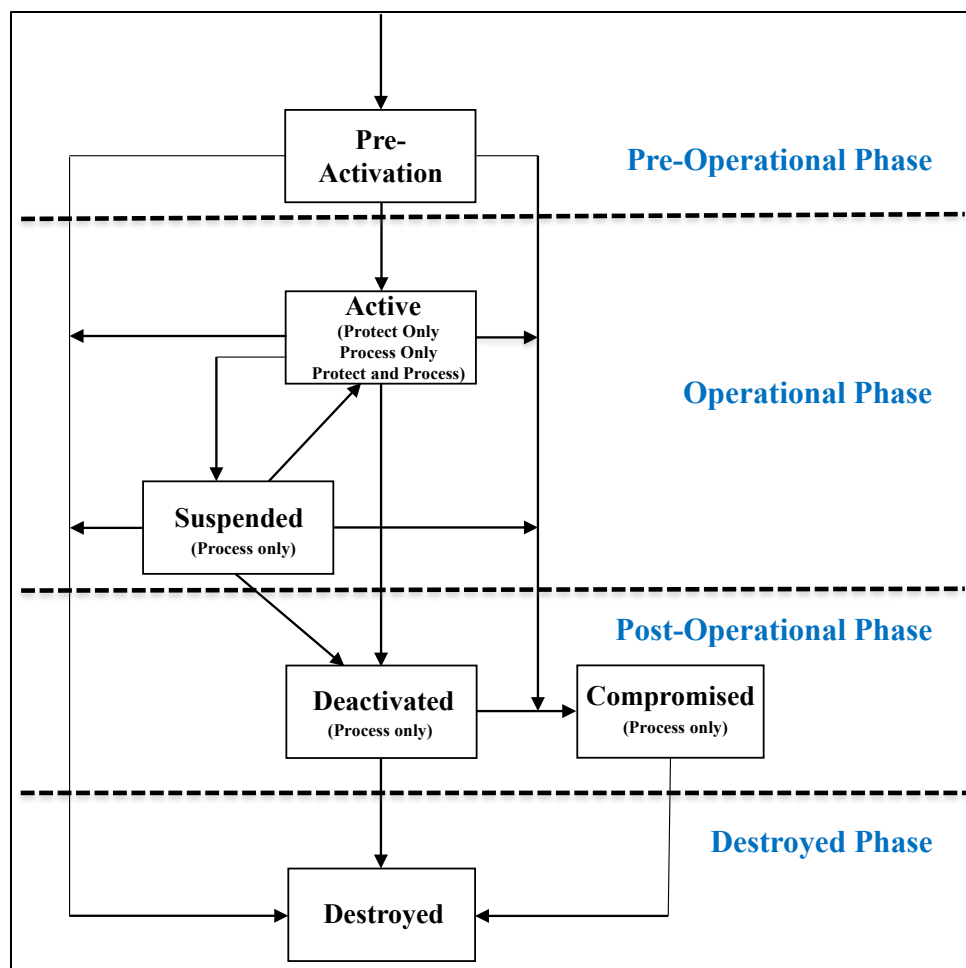 Pre-
Activation
Pre-Operational Phase
Active
(Protect Only
Process Only
Protect and Process)
Operational Phase
Suspended
(Process only)
Post-Operational Phase
Deactivated
(Process only)
Compromised
(Process only)
Destroyed Phase
Destroyed